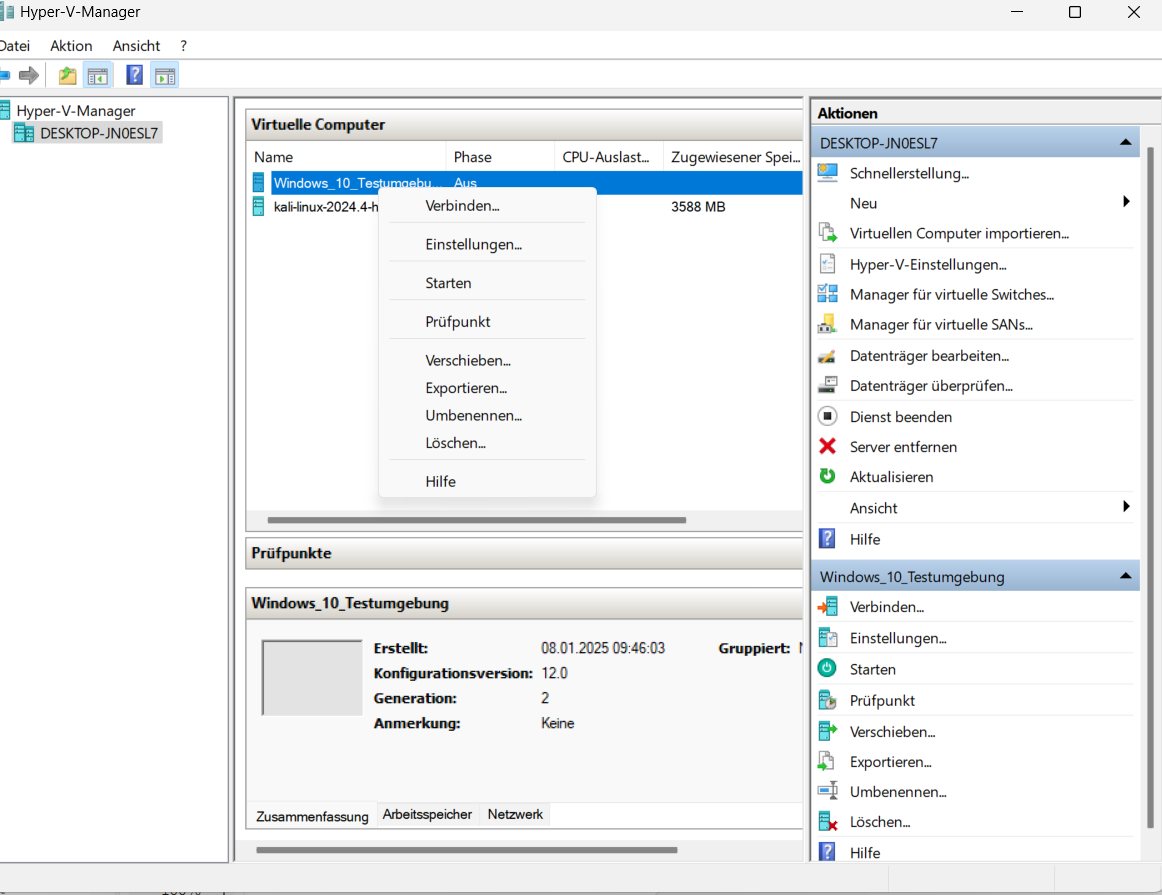 Hyper-V-Manager
Datei Aktion Ansicht ?
Hyper-V-Manager
DESKTOP-JN0ESL7
Virtuelle Computer
Name Phase CPU-Auslast... Zugewiesener Spei...
Windows_10_Testumgebu... Aus
kali-linux-2024.4-h 3588 MB
Verbinden...
Einstellungen...
Starten
Prüfpunkt
Verschieben...
Exportieren...
Umbenennen...
Löschen...
Hilfe
Prüfpunkte
Windows_10_Testumgebung
Erstellt: 08.01.2025 09:46:03 Gruppiert:
Konfigurationsversion: 12.0
Generation: 2
Anmerkung: Keine
Zusammenfassung Arbeitsspeicher Netzwerk
Aktionen
DESKTOP-JN0ESL7
Schnellerstellung...
Neu
Virtuellen Computer importieren...
Hyper-V-Einstellungen...
Manager für virtuelle Switches...
Manager für virtuelle SANs...
Datenträger bearbeiten...
Datenträger überprüfen...
Dienst beenden
Server entfernen
Aktualisieren
Ansicht
Hilfe
Windows_10_Testumgebung
Verbinden...
Einstellungen...
Starten
Prüfpunkt
Verschieben...
Exportieren...
Umbenennen...
Löschen...
Hilfe